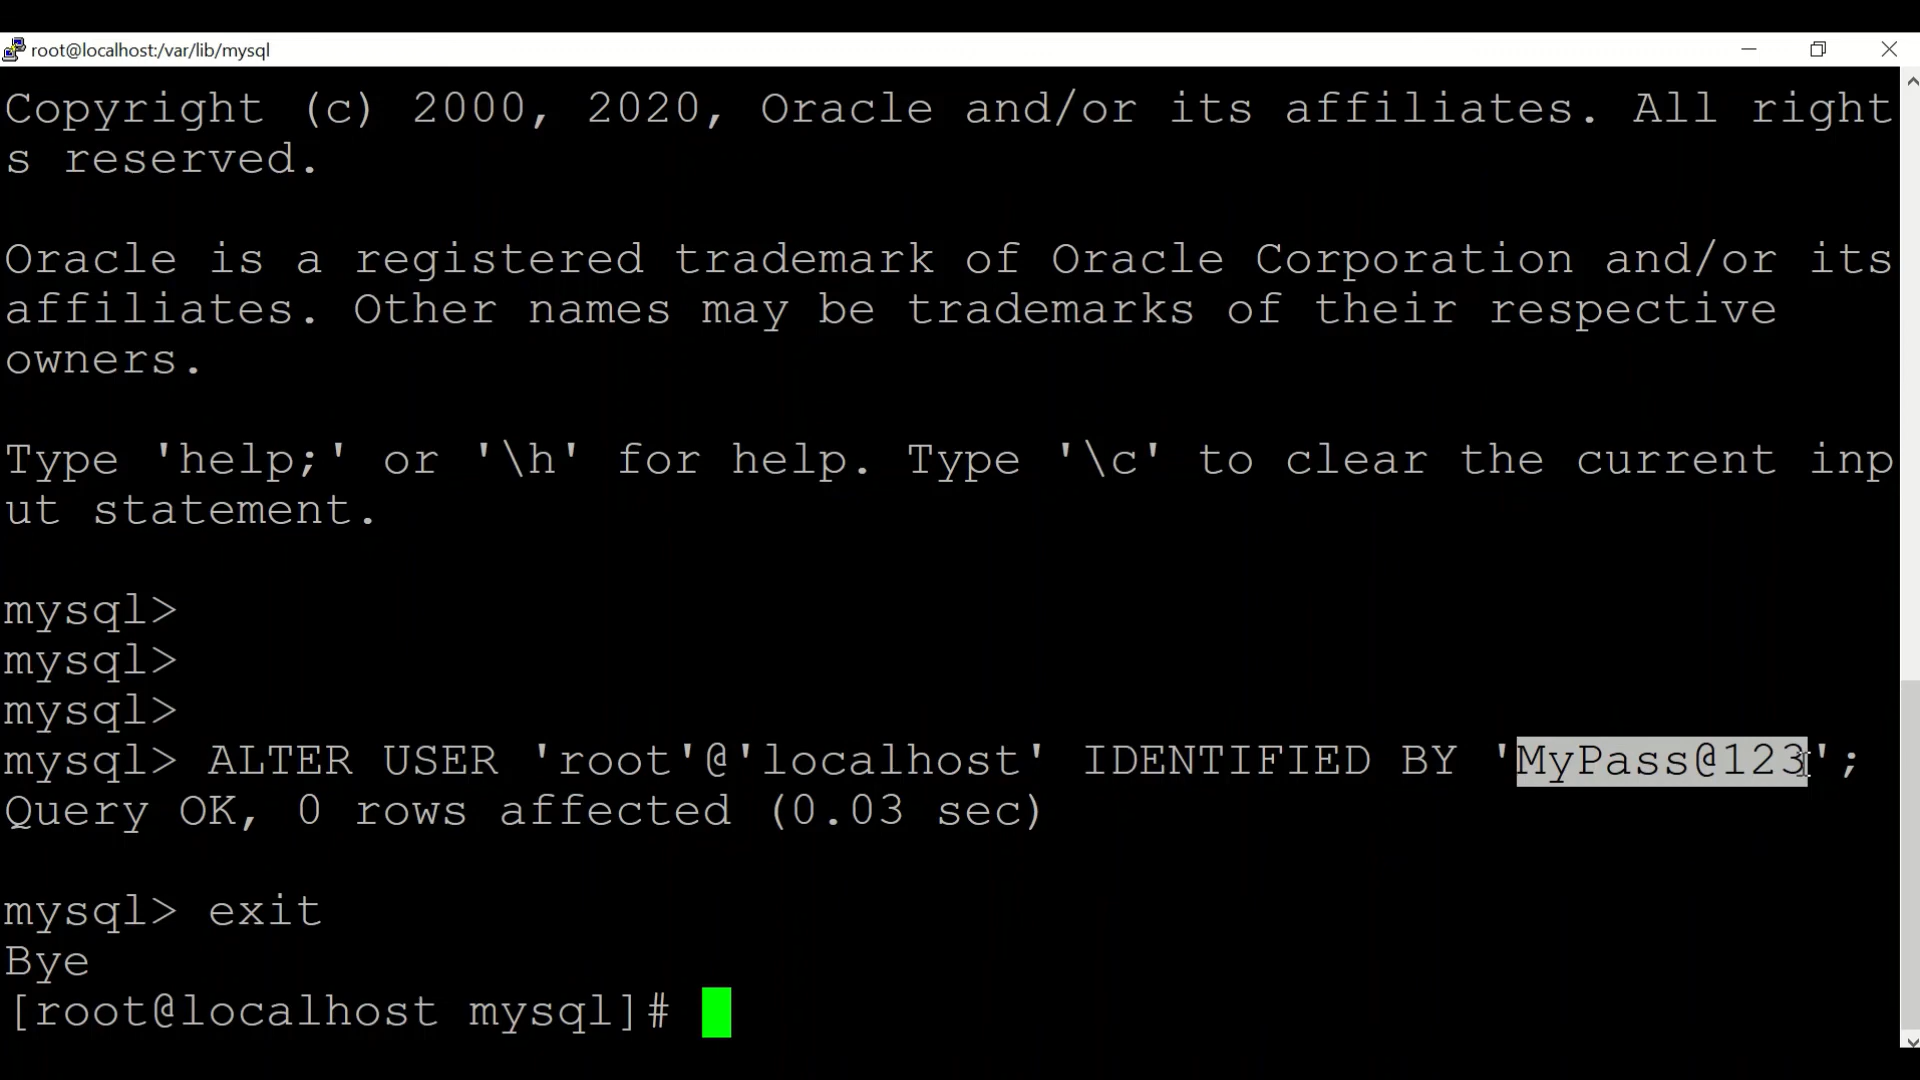 root@localhost:/var/lib/mysql
Copyright (c) 2000, 2020, Oracle and/or its affiliates. All right
s reserved.
Oracle is a registered trademark of Oracle Corporation and/or its
affiliates. Other names may be trademarks of their respective
owners.
Type 'help;' or '\h' for help. Type '\c' to clear the current inp
ut statement.
mysql>
mysql>
mysql>
mysql> ALTER USER 'root'@'localhost' IDENTIFIED BY 'MyPass@123';
Query OK, 0 rows affected (0.03 sec)
mysql> exit
Bye
[root@localhost mysql]#